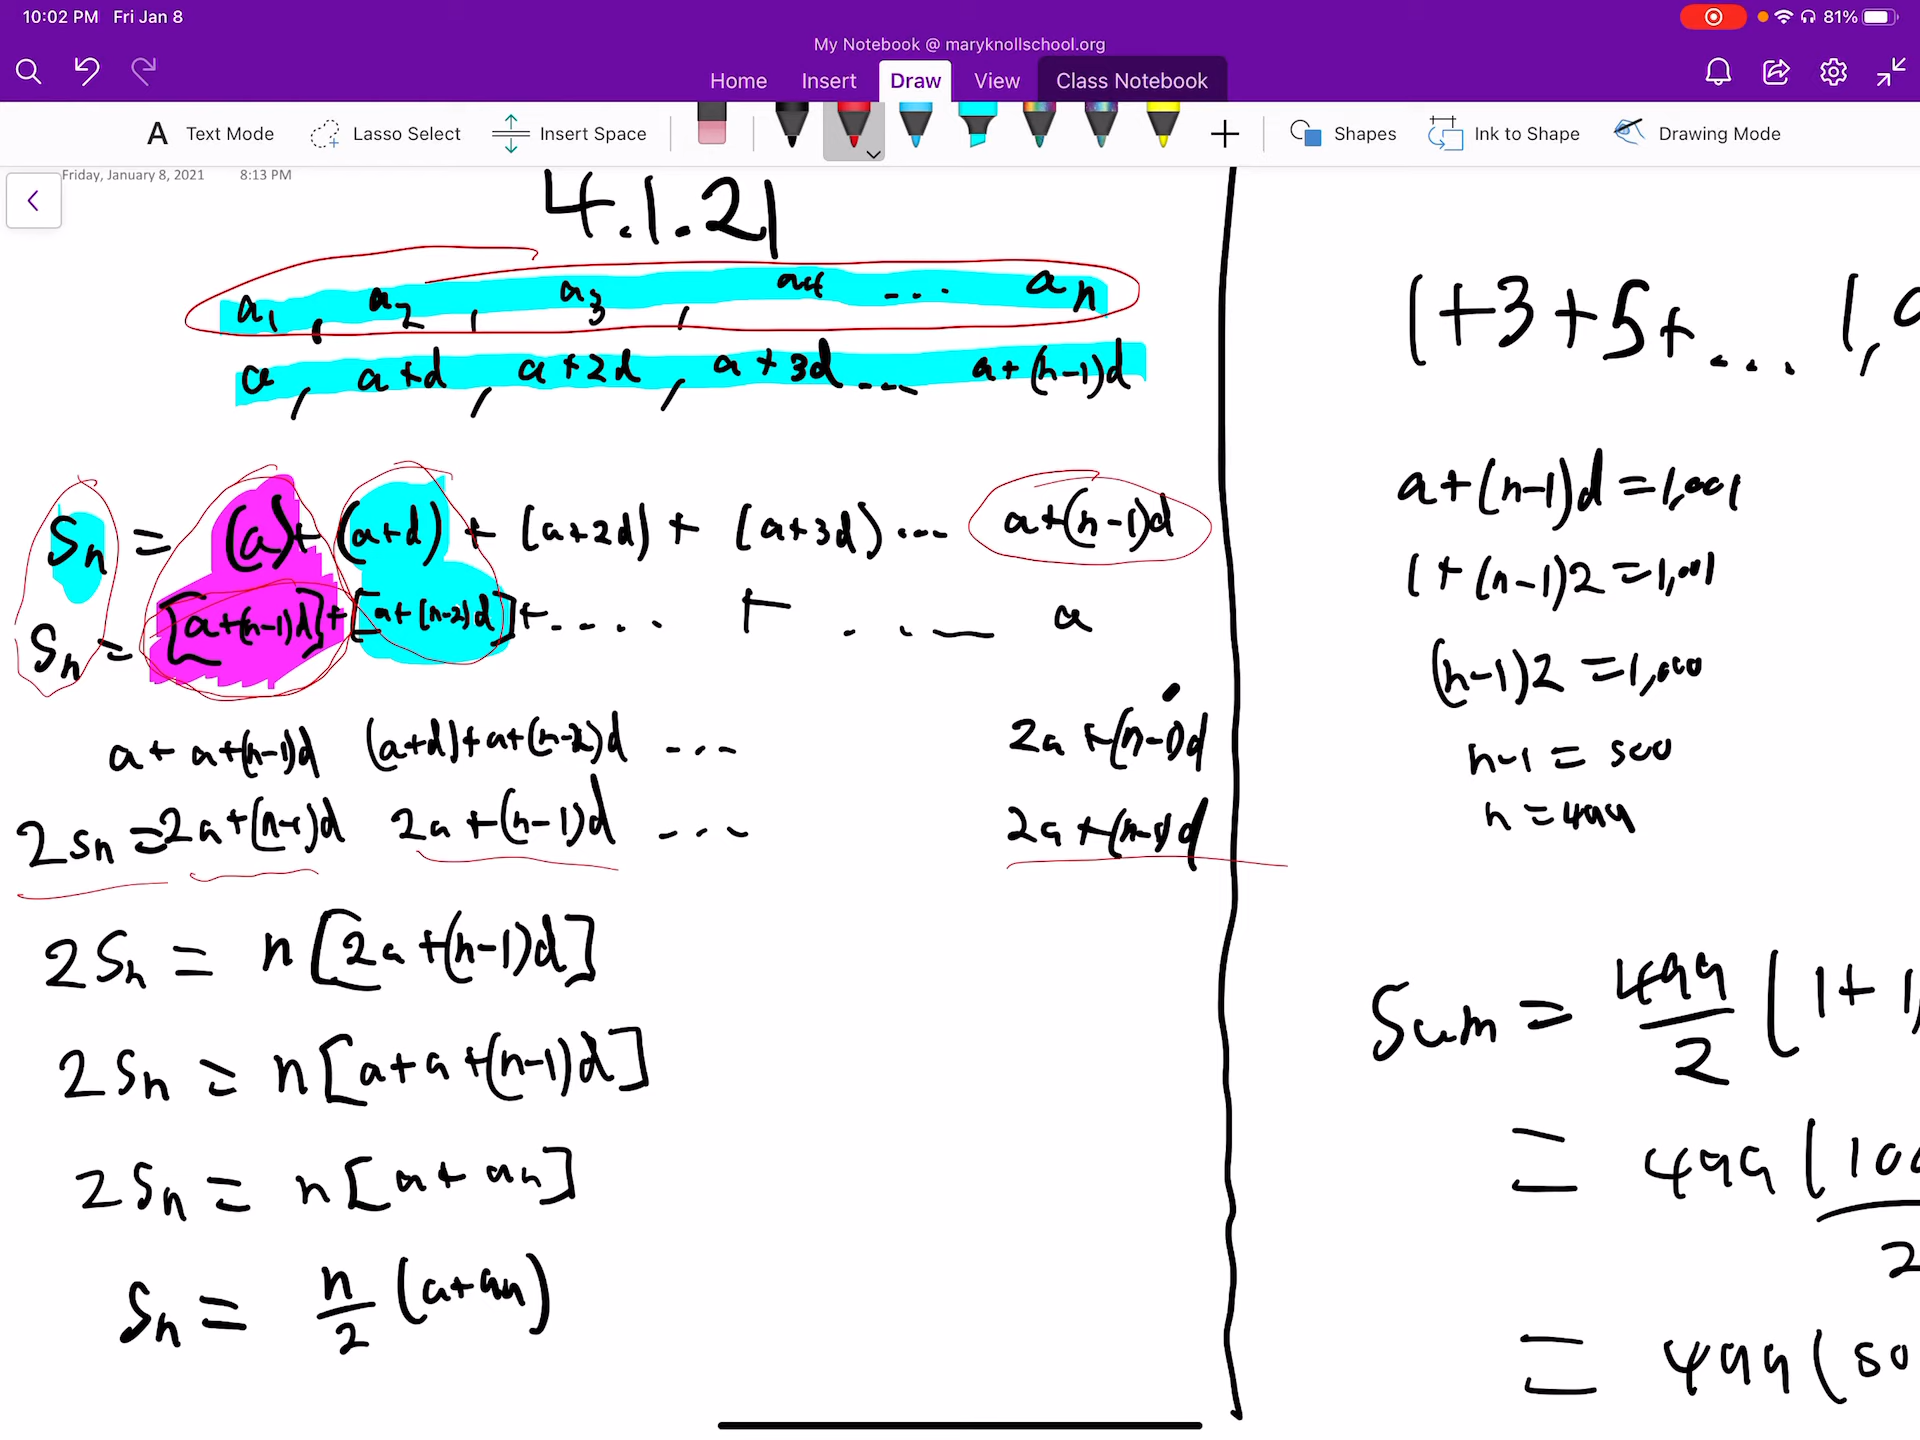 10:02 PM Fri Jan 8
81%
My Notebook @ maryknollschool.org
Home Insert Draw View Class Notebook
A Text Mode Lasso Select Insert Space Shapes Ink to Shape Drawing Mode
Friday, January 8, 2021 8:13 PM
4.1.21
a1, a2, a3, a4 ... an
a, a+d, a+2d, a+3d ... a+(n-1)d
Sn = (a) + (a+d) + (a+2d) + (a+3d) ... a+(n-1)d
Sn = [a+(n-1)d] + [a+(n-2)d] + .... + ..— a
a + a+(n-1)d (a+d)+a+(n-2)d ... 2a+(n-1)d
2Sn = 2a+(n-1)d 2a+(n-1)d ... 2a+(n-1)d
2Sn = n[2a+(n-1)d]
2Sn = n[a+a+(n-1)d]
2Sn = n[a+an]
Sn = n/2 (a+an)
1+3+5+... 1,
a+(n-1)d = 1,001
1+(n-1)2 = 1,001
(n-1)2 = 1,000
n-1 = 500
n = 499
Sum = 499/2 (1+1,
= 499 (100/2
= 499 (50